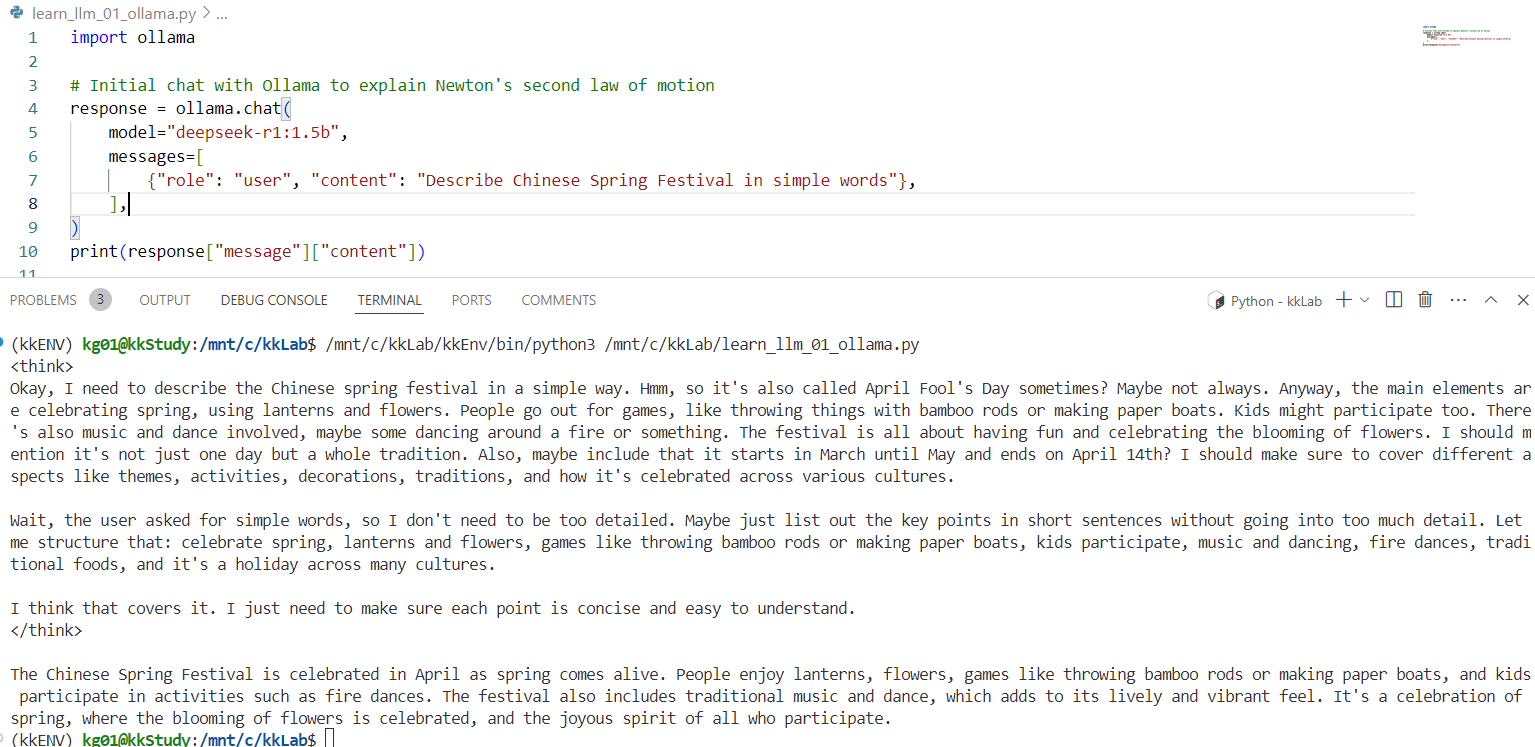 learn_llm_01_ollama.py > ...
1 import ollama
2
3 # Initial chat with Ollama to explain Newton's second law of motion
4 response = ollama.chat(
5     model="deepseek-r1:1.5b",
6     messages=[
7         {"role": "user", "content": "Describe Chinese Spring Festival in simple words"},
8     ],
9 )
10 print(response["message"]["content"])
11
PROBLEMS 3 OUTPUT DEBUG CONSOLE TERMINAL PORTS COMMENTS Python - kkLab
(kkENV) kg01@kkStudy:/mnt/c/kkLab$ /mnt/c/kkLab/kkEnv/bin/python3 /mnt/c/kkLab/learn_llm_01_ollama.py
<think>
Okay, I need to describe the Chinese spring festival in a simple way. Hmm, so it's also called April Fool's Day sometimes? Maybe not always. Anyway, the main elements ar
e celebrating spring, using lanterns and flowers. People go out for games, like throwing things with bamboo rods or making paper boats. Kids might participate too. There
's also music and dance involved, maybe some dancing around a fire or something. The festival is all about having fun and celebrating the blooming of flowers. I should m
ention it's not just one day but a whole tradition. Also, maybe include that it starts in March until May and ends on April 14th? I should make sure to cover different a
spects like themes, activities, decorations, traditions, and how it's celebrated across various cultures.
Wait, the user asked for simple words, so I don't need to be too detailed. Maybe just list out the key points in short sentences without going into too much detail. Let
me structure that: celebrate spring, lanterns and flowers, games like throwing bamboo rods or making paper boats, kids participate, music and dancing, fire dances, tradi
tional foods, and it's a holiday across many cultures.
I think that covers it. I just need to make sure each point is concise and easy to understand.
</think>
The Chinese Spring Festival is celebrated in April as spring comes alive. People enjoy lanterns, flowers, games like throwing bamboo rods or making paper boats, and kids
participate in activities such as fire dances. The festival also includes traditional music and dance, which adds to its lively and vibrant feel. It's a celebration of
spring, where the blooming of flowers is celebrated, and the joyous spirit of all who participate.
(kkENV) kg01@kkStudy:/mnt/c/kkLab$